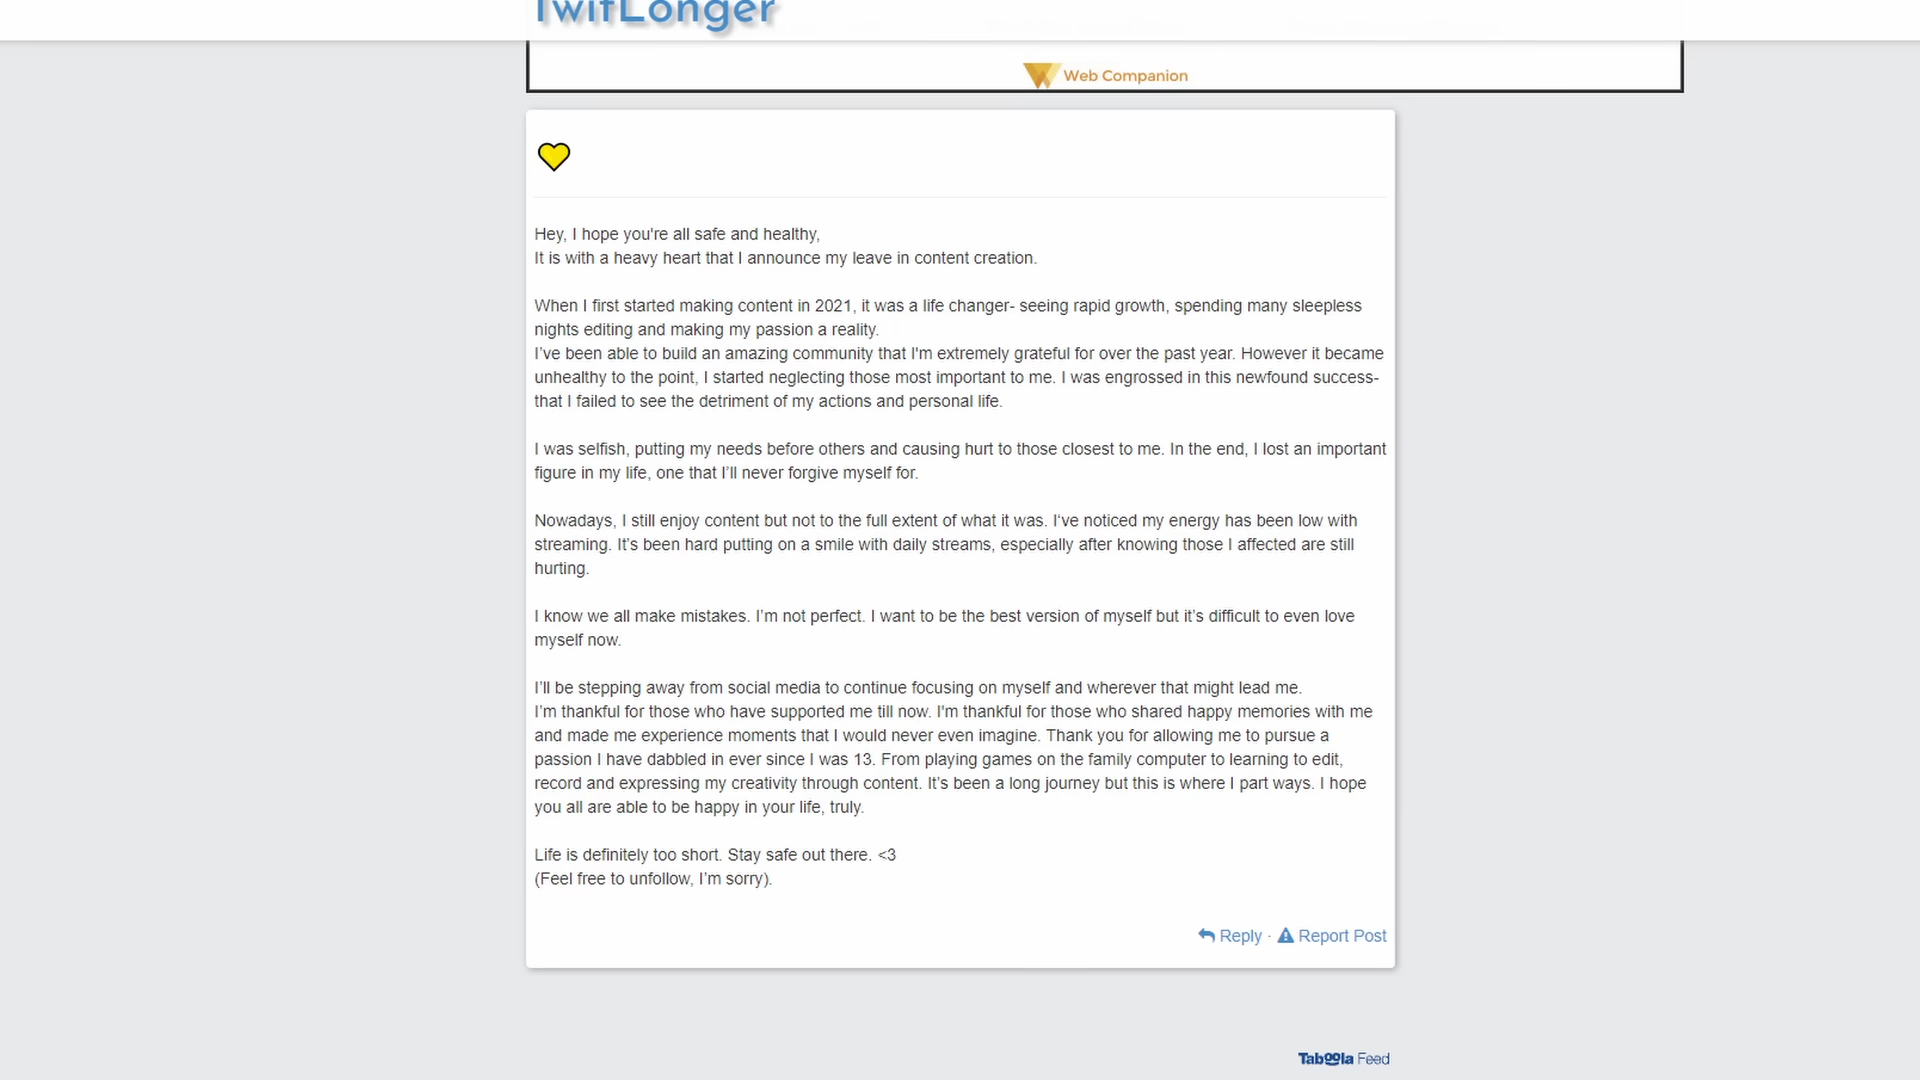 TwitLonger
Web Companion
Hey, I hope you're all safe and healthy,
It is with a heavy heart that I announce my leave in content creation.
When I first started making content in 2021, it was a life changer- seeing rapid growth, spending many sleepless
nights editing and making my passion a reality.
I’ve been able to build an amazing community that I'm extremely grateful for over the past year. However it became
unhealthy to the point, I started neglecting those most important to me. I was engrossed in this newfound success-
that I failed to see the detriment of my actions and personal life.
I was selfish, putting my needs before others and causing hurt to those closest to me. In the end, I lost an important
figure in my life, one that I’ll never forgive myself for.
Nowadays, I still enjoy content but not to the full extent of what it was. I‘ve noticed my energy has been low with
streaming. It’s been hard putting on a smile with daily streams, especially after knowing those I affected are still
hurting.
I know we all make mistakes. I’m not perfect. I want to be the best version of myself but it’s difficult to even love
myself now.
I’ll be stepping away from social media to continue focusing on myself and wherever that might lead me.
I’m thankful for those who have supported me till now. I'm thankful for those who shared happy memories with me
and made me experience moments that I would never even imagine. Thank you for allowing me to pursue a
passion I have dabbled in ever since I was 13. From playing games on the family computer to learning to edit,
record and expressing my creativity through content. It’s been a long journey but this is where I part ways. I hope
you all are able to be happy in your life, truly.
Life is definitely too short. Stay safe out there. <3
(Feel free to unfollow, I’m sorry).
Reply · Report Post
Taboola Feed